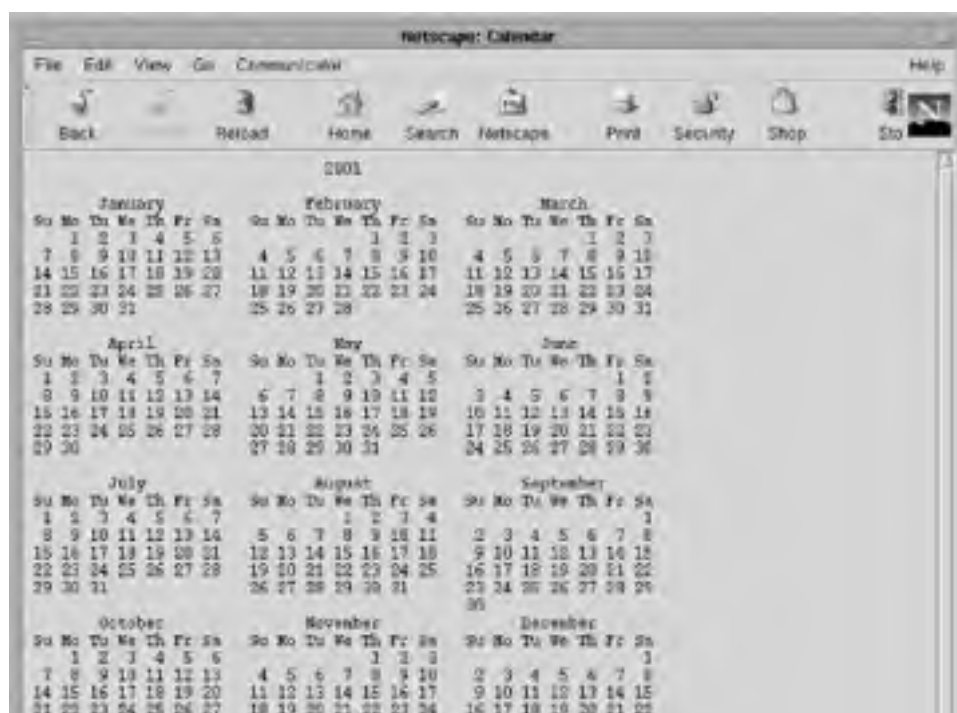 Netscape: Calendar
File Edit View Go Communicator Help
Back Reload Home Search Netscape Print Security Shop Sto
2001
January February March
Su Mo Tu We Th Fr Sa Su Mo Tu We Th Fr Sa Su Mo Tu We Th Fr Sa
1 2 3 4 5 6 1 2 3 1 2 3
7 8 9 10 11 12 13 4 5 6 7 8 9 10 4 5 6 7 8 9 10
14 15 16 17 18 19 20 11 12 13 14 15 16 17 11 12 13 14 15 16 17
21 22 23 24 25 26 27 18 19 20 21 22 23 24 18 19 20 21 22 23 24
28 29 30 31 25 26 27 28 25 26 27 28 29 30 31
April May June
Su Mo Tu We Th Fr Sa Su Mo Tu We Th Fr Sa Su Mo Tu We Th Fr Sa
1 2 3 4 5 6 7 1 2 3 4 5 1 2
8 9 10 11 12 13 14 6 7 8 9 10 11 12 3 4 5 6 7 8 9
15 16 17 18 19 20 21 13 14 15 16 17 18 19 10 11 12 13 14 15 16
22 23 24 25 26 27 28 20 21 22 23 24 25 26 17 18 19 20 21 22 23
29 30 27 28 29 30 31 24 25 26 27 28 29 30
July August September
Su Mo Tu We Th Fr Sa Su Mo Tu We Th Fr Sa Su Mo Tu We Th Fr Sa
1 2 3 4 5 6 7 1 2 3 4 1
8 9 10 11 12 13 14 5 6 7 8 9 10 11 2 3 4 5 6 7 8
15 16 17 18 19 20 21 12 13 14 15 16 17 18 9 10 11 12 13 14 15
22 23 24 25 26 27 28 19 20 21 22 23 24 25 16 17 18 19 20 21 22
29 30 31 26 27 28 29 30 31 23 24 25 26 27 28 29
30
October November December
Su Mo Tu We Th Fr Sa Su Mo Tu We Th Fr Sa Su Mo Tu We Th Fr Sa
1 2 3 4 5 6 1 2 3 1
7 8 9 10 11 12 13 4 5 6 7 8 9 10 2 3 4 5 6 7 8
14 15 16 17 18 19 20 11 12 13 14 15 16 17 9 10 11 12 13 14 15
21 22 23 24 25 26 27 18 19 20 21 22 23 24 16 17 18 19 20 21 22